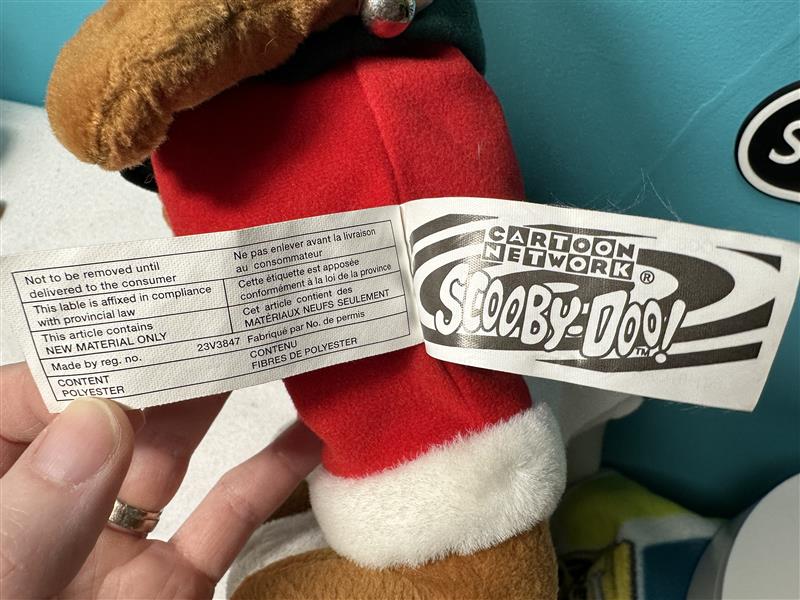 Not to be removed until
delivered to the consumer
Ne pas enlever avant la livraison
au consommateur
This lable is affixed in compliance
with provincial law
Cette étiquette est apposée
conformément à la loi de la province
This article contains
NEW MATERIAL ONLY
Cet article contient des
MATÉRIAUX NEUFS SEULEMENT
Made by reg. no. 23V3847 Fabriqué par No. de permis
CONTENT
POLYESTER
CONTENU
FIBRES DE POLYESTER
CARTOON
NETWORK®
SCOOBY-DOO!™